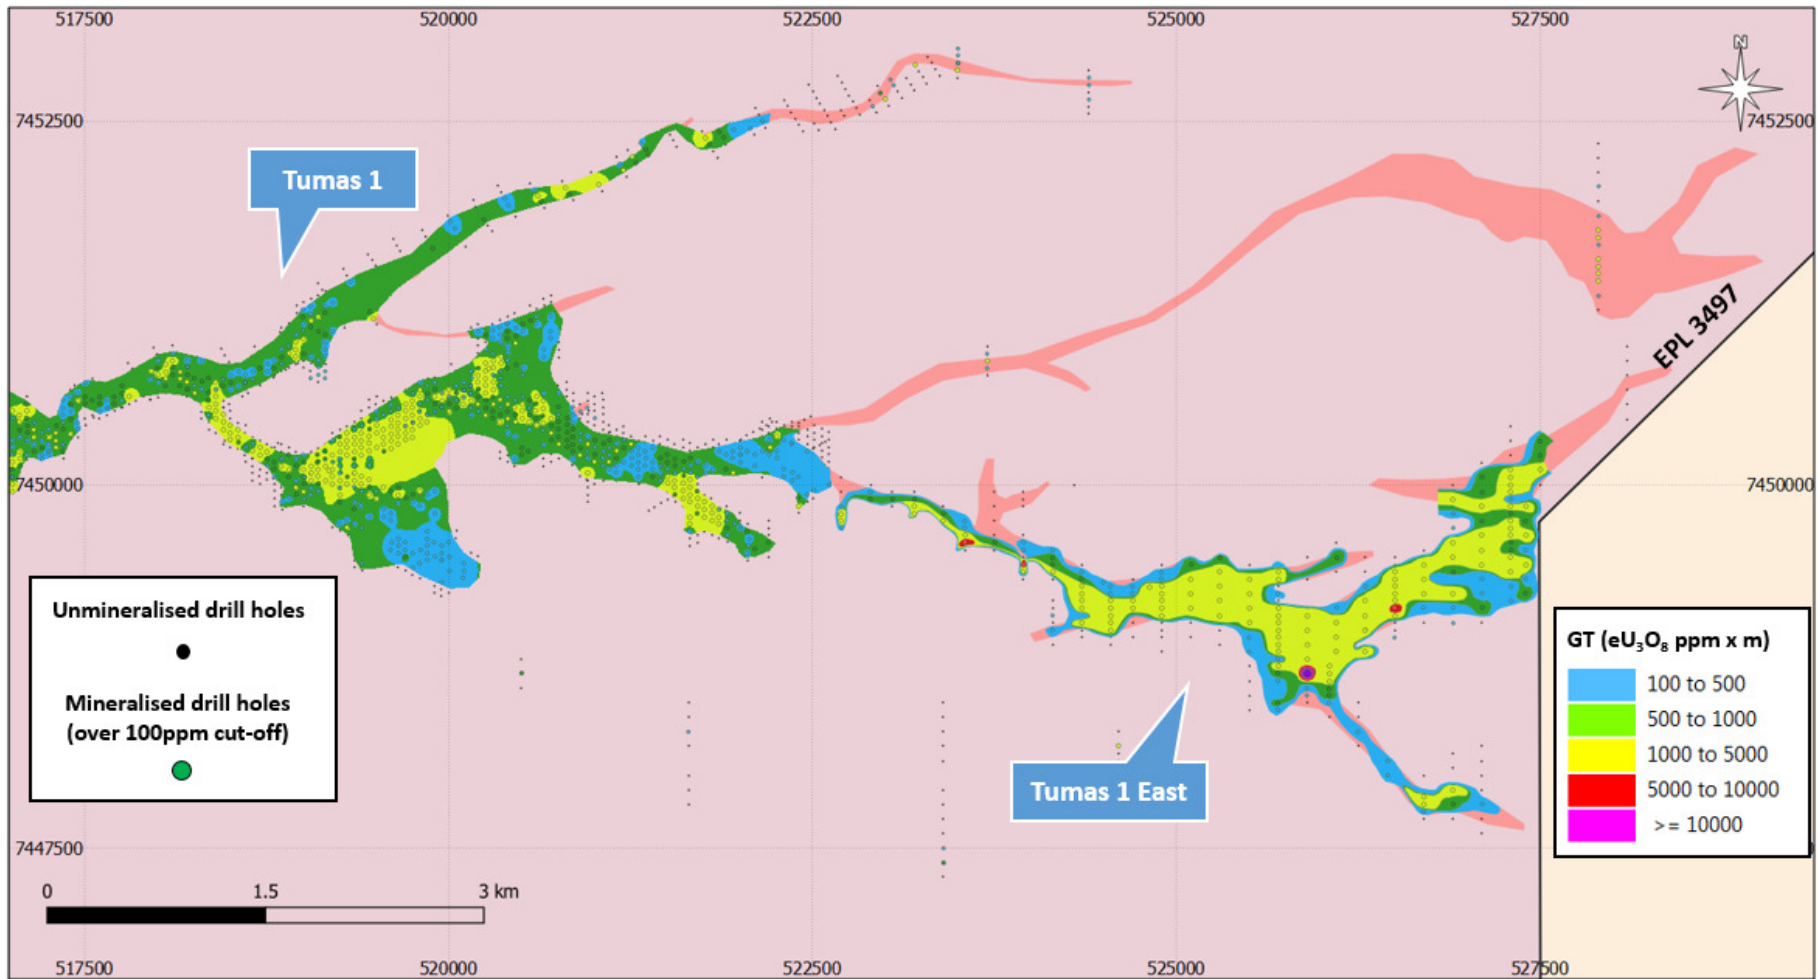 517500 520000 522500 525000 527500
N
7452500 7452500
Tumas 1
EPL 3497
7450000 7450000
Unmineralised drill holes
Mineralised drill holes
(over 100ppm cut-off)
GT (eU₃O₈ ppm x m)
100 to 500
500 to 1000
1000 to 5000
5000 to 10000
>= 10000
Tumas 1 East
7447500
0 1.5 3 km
517500 520000 522500 525000 527500